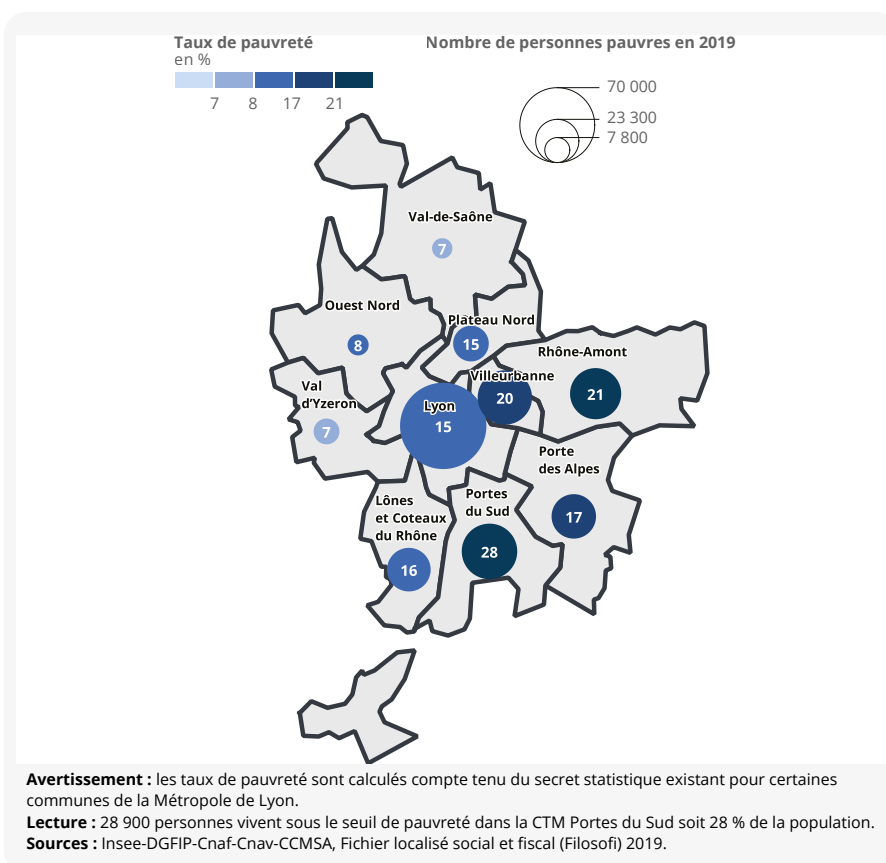 Taux de pauvreté
en %
7 8 17 21
Nombre de personnes pauvres en 2019
70 000
23 300
7 800
Val-de-Saône
7
Ouest Nord
8
Plateau Nord
15
Rhône-Amont
21
Villeurbanne
20
Val
d'Yzeron
7
Lyon
15
Porte
des Alpes
17
Portes
du Sud
28
Lônes
et Coteaux
du Rhône
16
Avertissement : les taux de pauvreté sont calculés compte tenu du secret statistique existant pour certaines
communes de la Métropole de Lyon.
Lecture : 28 900 personnes vivent sous le seuil de pauvreté dans la CTM Portes du Sud soit 28 % de la population.
Sources : Insee-DGFIP-Cnaf-Cnav-CCMSA, Fichier localisé social et fiscal (Filosofi) 2019.